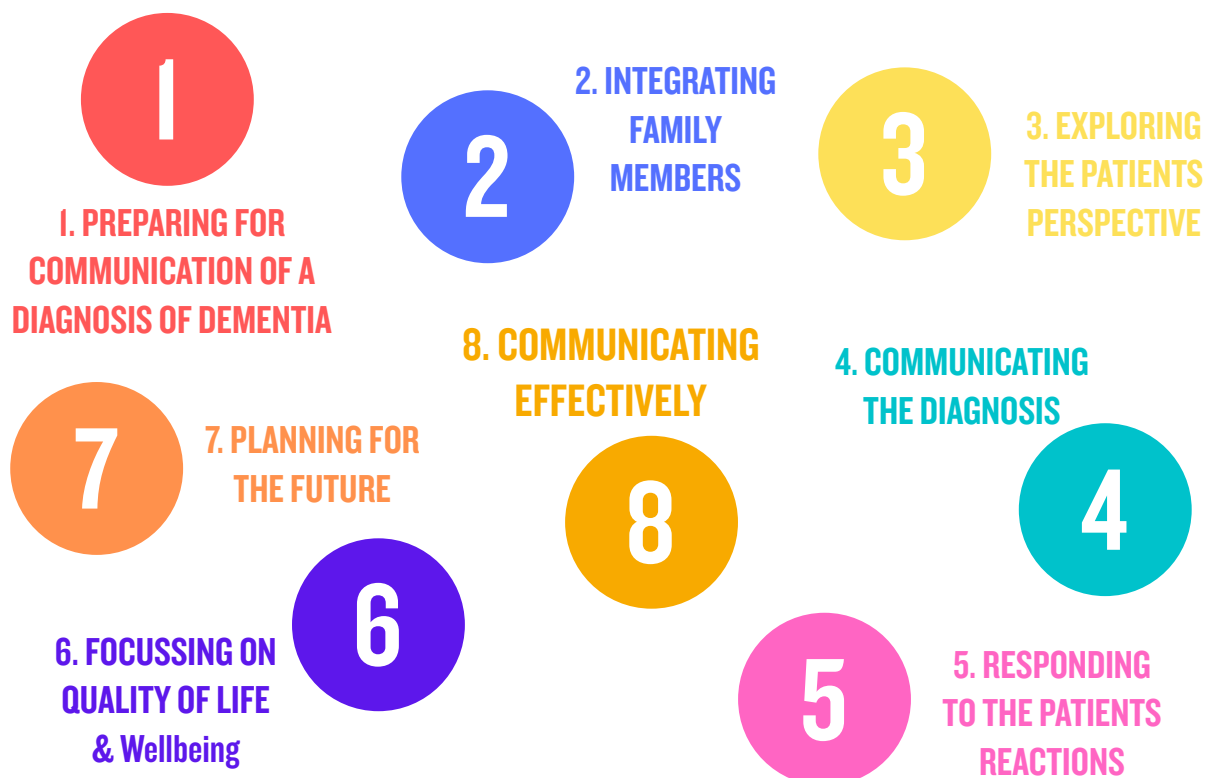 1
1. PREPARING FOR
COMMUNICATION OF A
DIAGNOSIS OF DEMENTIA
2
2. INTEGRATING
FAMILY
MEMBERS
3
3. EXPLORING
THE PATIENTS
PERSPECTIVE
4. COMMUNICATING
THE DIAGNOSIS
4
5
5. RESPONDING
TO THE PATIENTS
REACTIONS
6
6. FOCUSSING ON
QUALITY OF LIFE
& Wellbeing
7
7. PLANNING FOR
THE FUTURE
8. COMMUNICATING
EFFECTIVELY
8